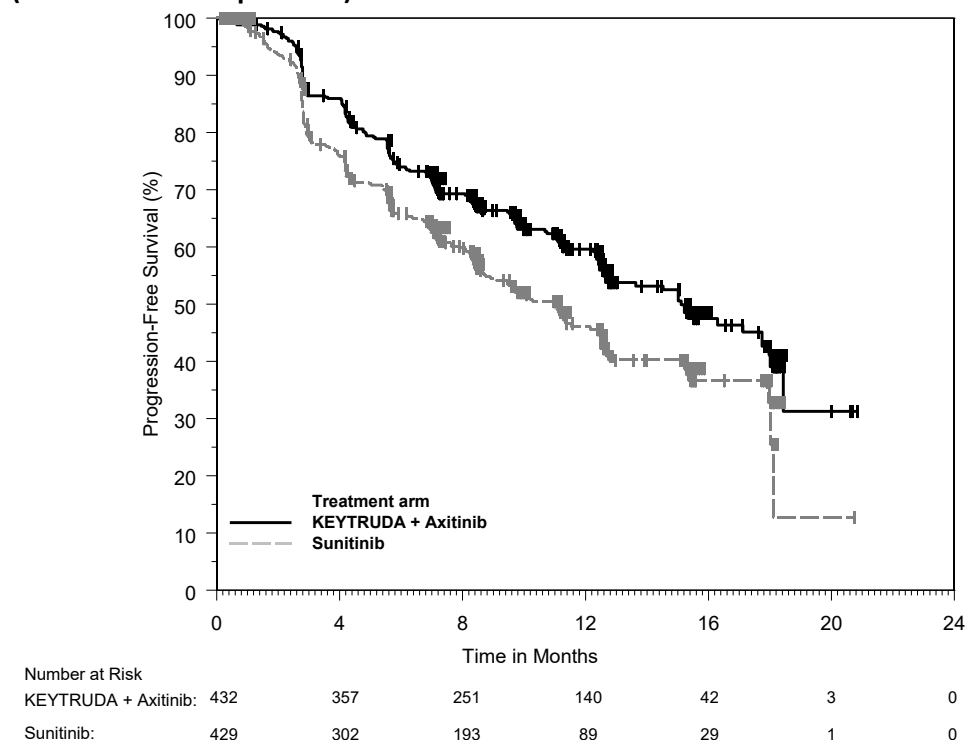 100
90
80
70
60
50
40
30
20
10
0
Progression-Free Survival (%)
Treatment arm
KEYTRUDA + Axitinib
Sunitinib
0 4 8 12 16 20 24
Time in Months
Number at Risk
KEYTRUDA + Axitinib: 432 357 251 140 42 3 0
Sunitinib: 429 302 193 89 29 1 0